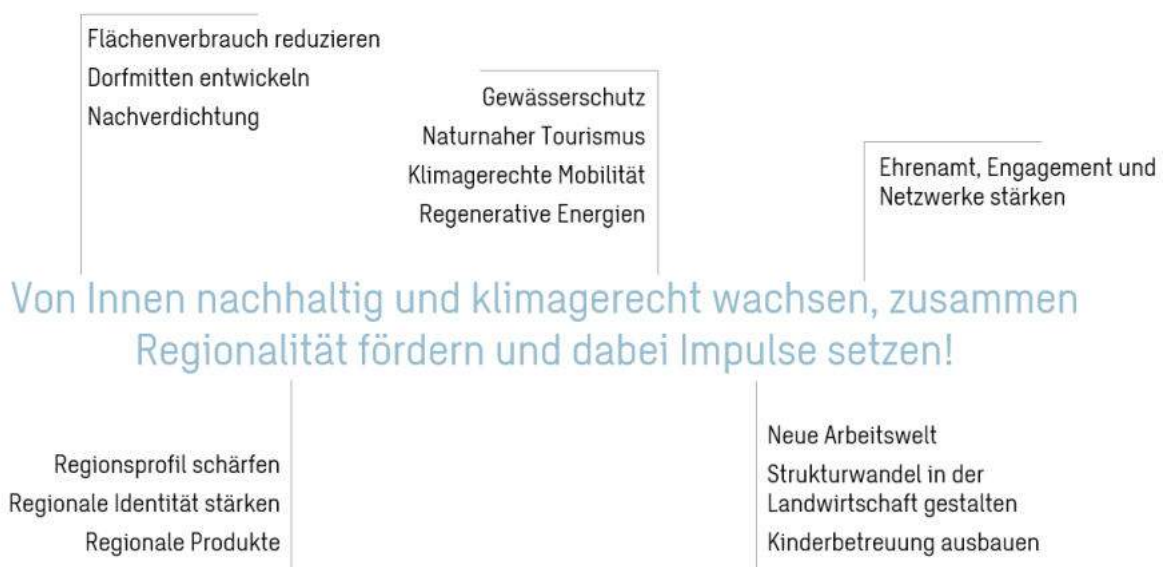 Flächenverbrauch reduzieren
Dorfmitten entwickeln
Nachverdichtung
Gewässerschutz
Naturnaher Tourismus
Klimagerechte Mobilität
Regenerative Energien
Ehrenamt, Engagement und
Netzwerke stärken
Von Innen nachhaltig und klimagerecht wachsen, zusammen
Regionalität fördern und dabei Impulse setzen!
Regionsprofil schärfen
Regionale Identität stärken
Regionale Produkte
Neue Arbeitswelt
Strukturwandel in der
Landwirtschaft gestalten
Kinderbetreuung ausbauen